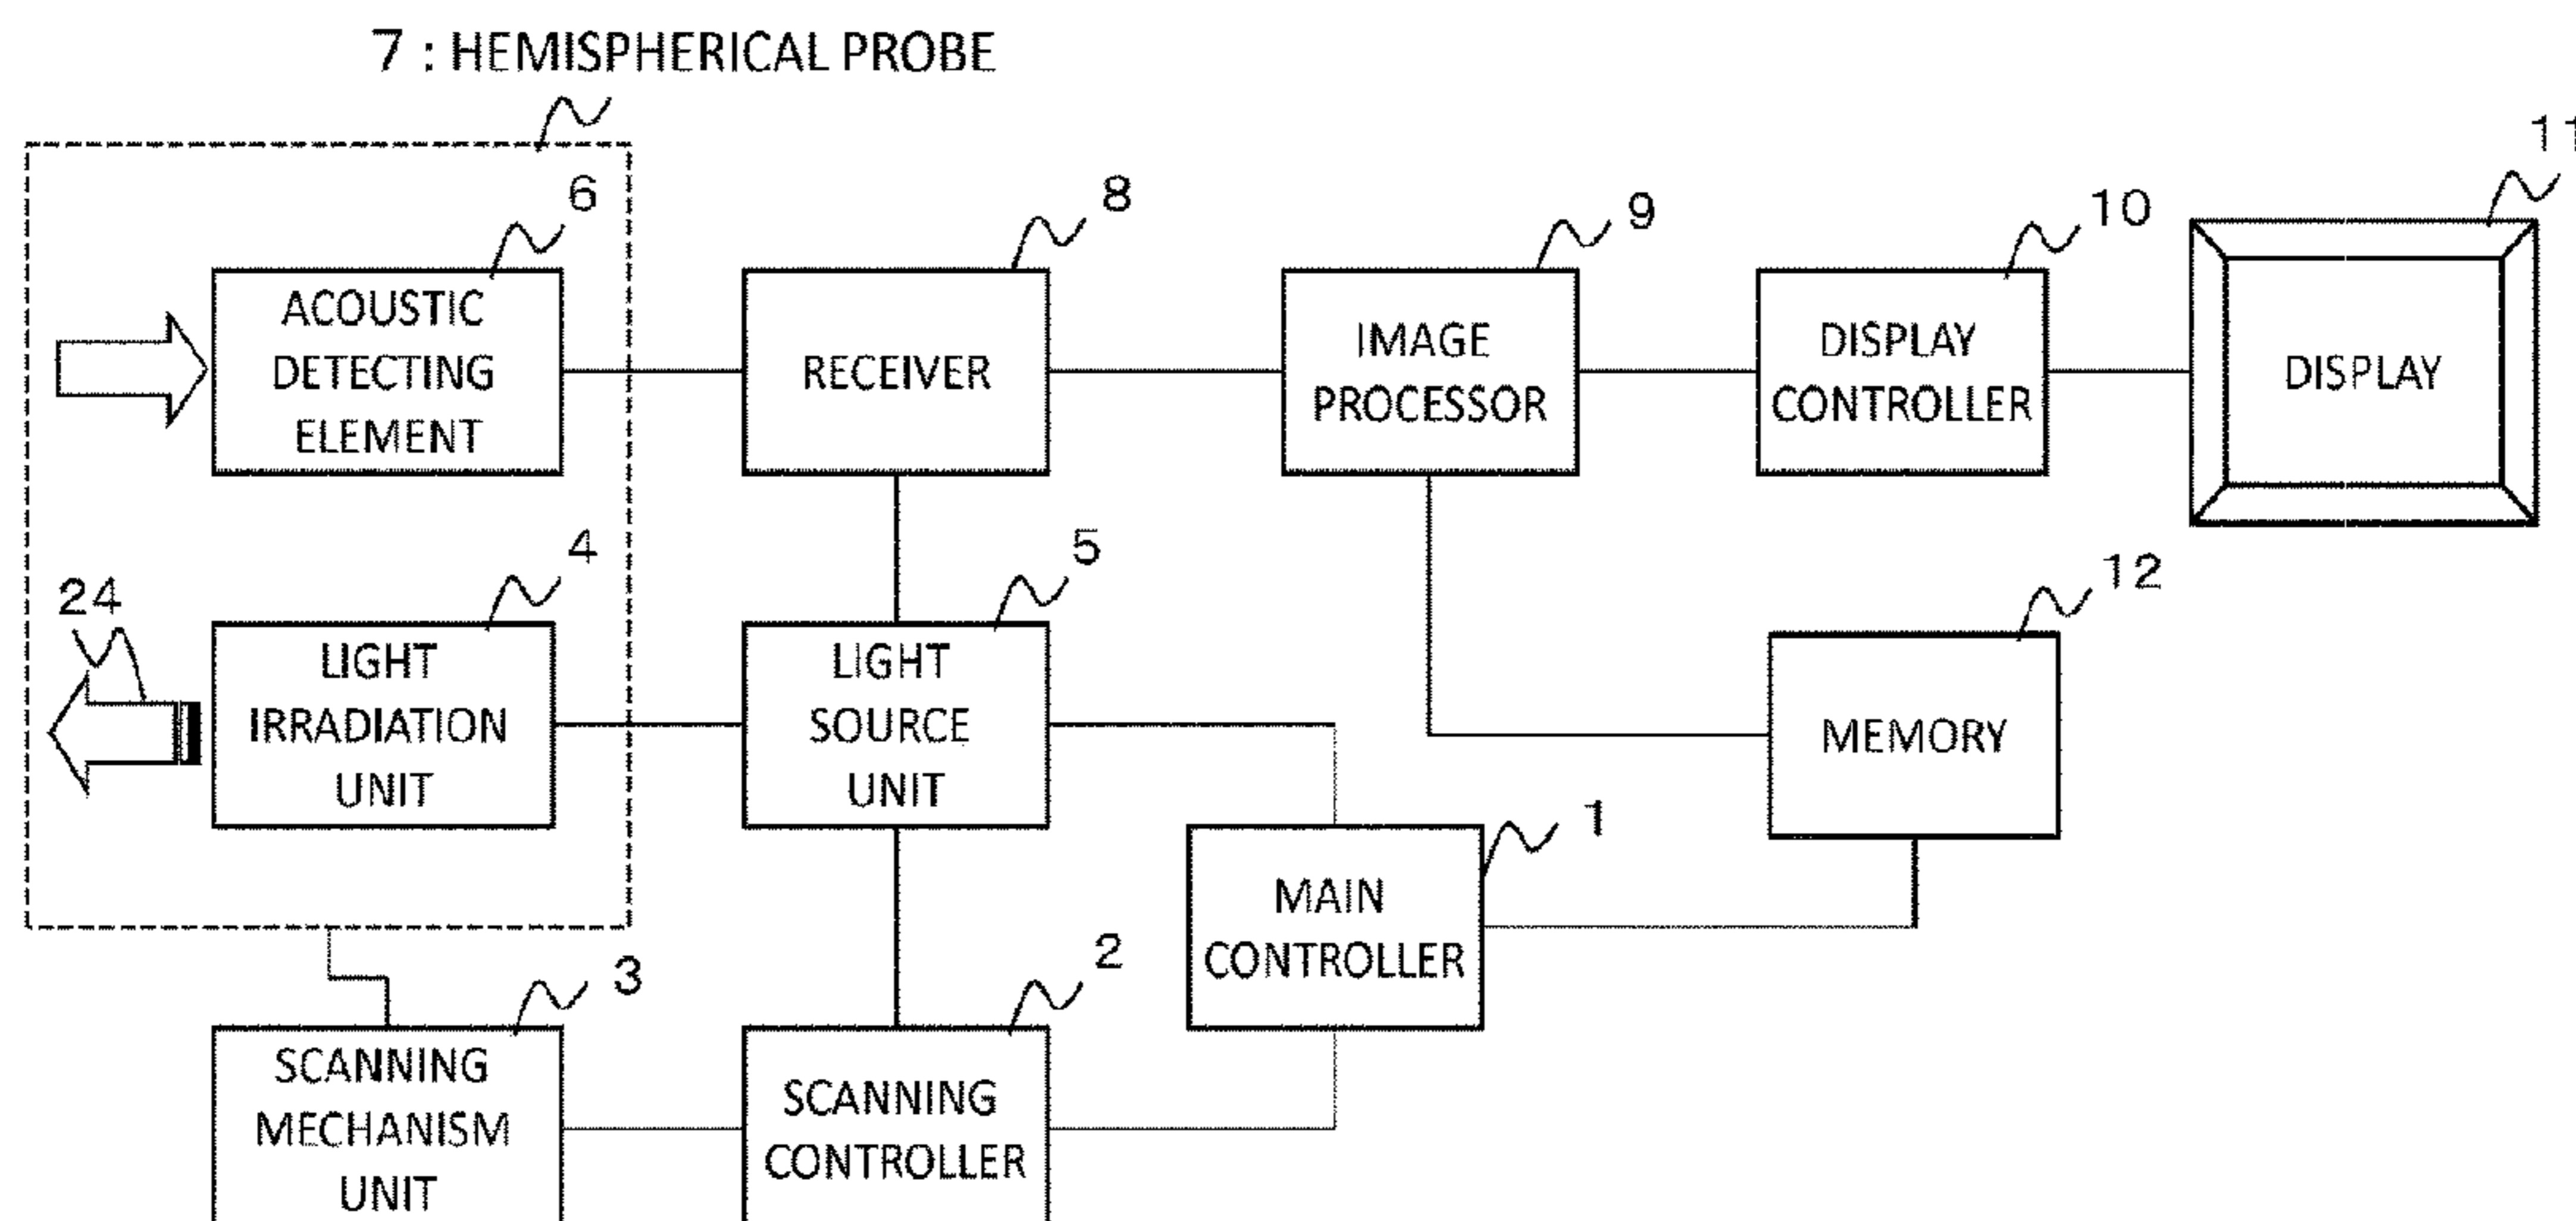 7 : HEMISPHERICAL PROBE
11
6
8
9
10
ACOUSTIC
DETECTING
ELEMENT
RECEIVER
IMAGE
PROCESSOR
DISPLAY
CONTROLLER
DISPLAY
24
4
5
12
LIGHT
IRRADIATION
UNIT
LIGHT
SOURCE
UNIT
MEMORY
1
MAIN
CONTROLLER
3
2
SCANNING
MECHANISM
UNIT
SCANNING
CONTROLLER